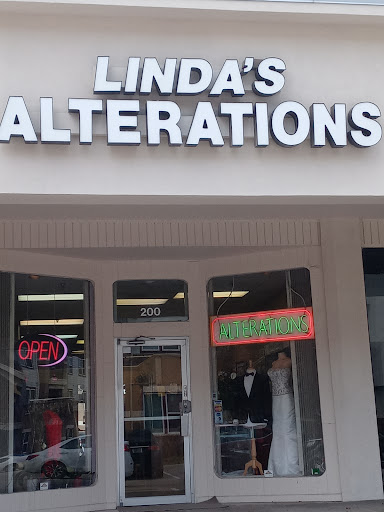 LINDA'S
ALTERATIONS
200
OPEN
ALTERATIONS